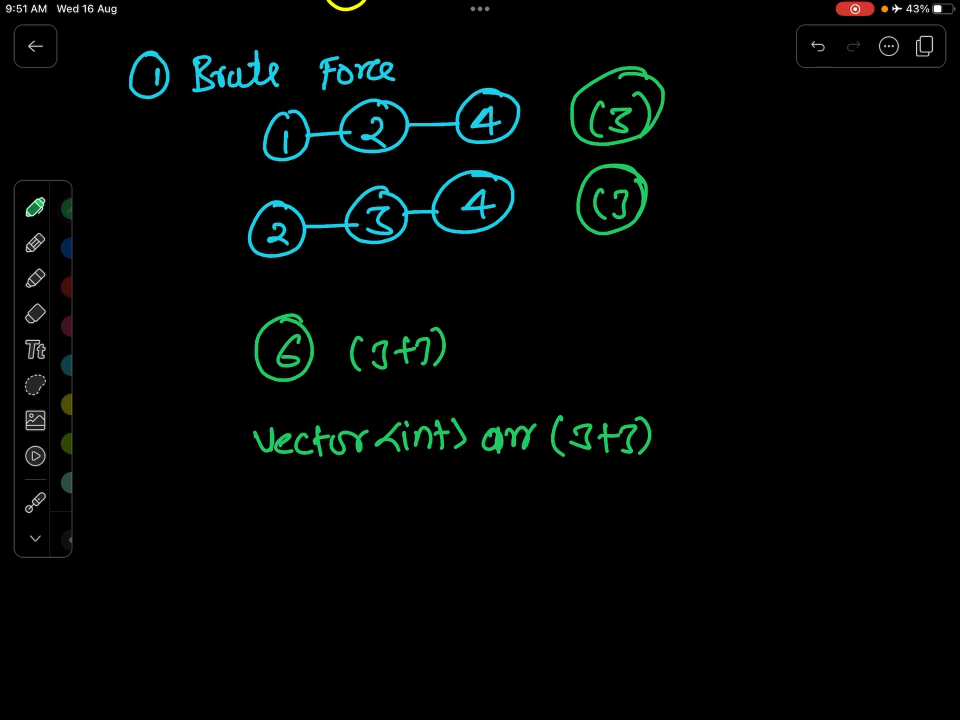 9:51 AM Wed 16 Aug
43%
① Brute Force
1 2 4 (3)
2 3 4 (3
6 (3+3)
vector<int> arr (3+3)
Tt